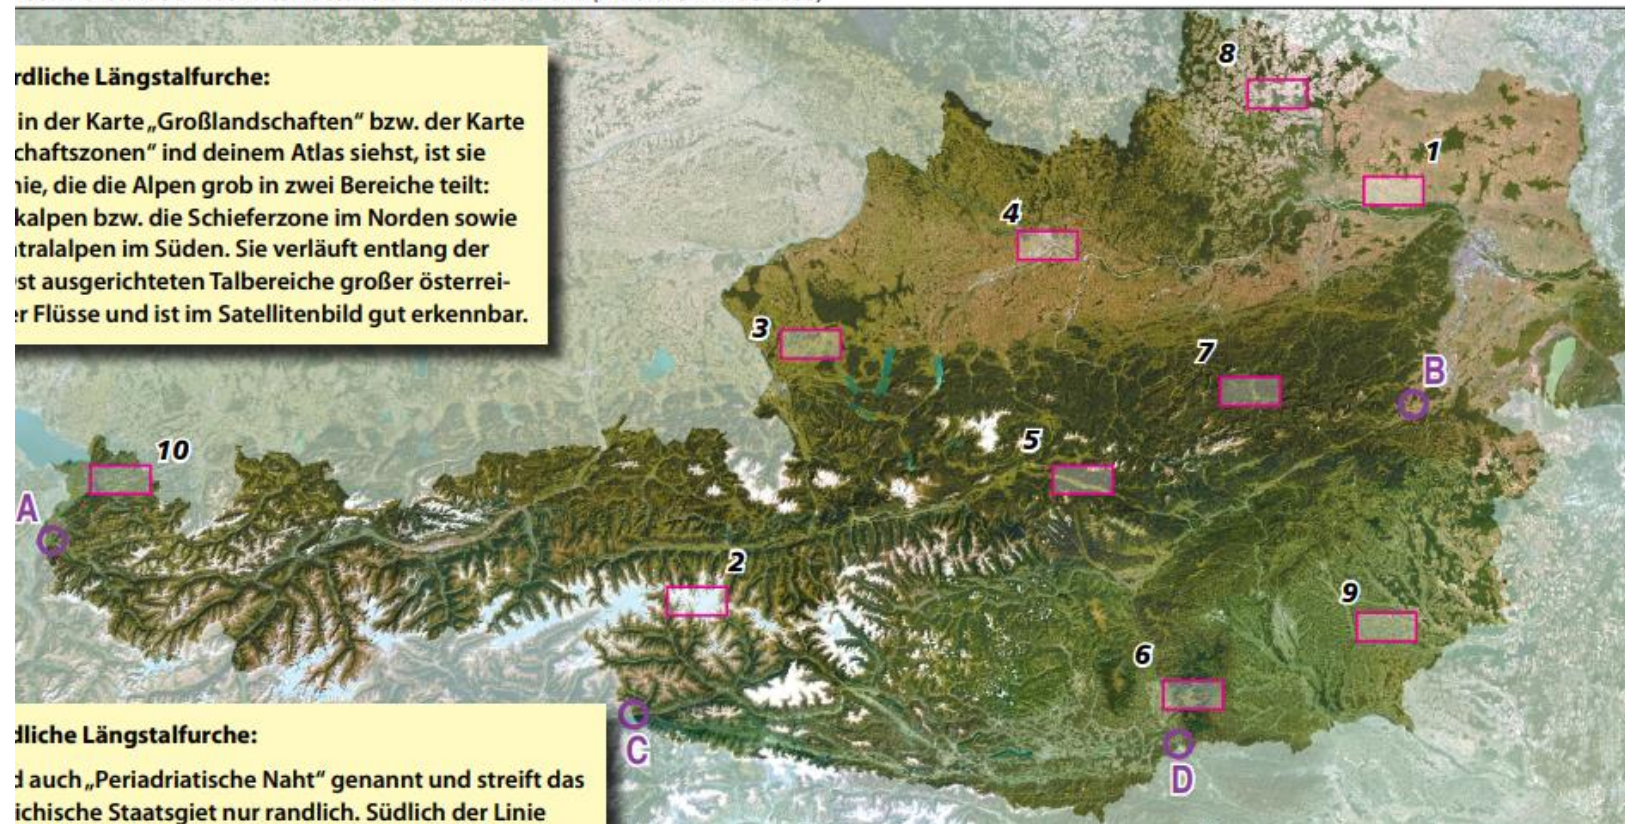 rdliche Längstalfurche:
in der Karte „Großlandschaften“ bzw. der Karte
chaftszonen“ ind deinem Atlas siehst, ist sie
nie, die die Alpen grob in zwei Bereiche teilt:
kalpen bzw. die Schieferzone im Norden sowie
tralalpen im Süden. Sie verläuft entlang der
st ausgerichteten Talbereiche großer österrei-
er Flüsse und ist im Satellitenbild gut erkennbar.
8
1
4
3
7
B
5
10
A
2
9
6
C
D
dliche Längstalfurche:
d auch „Periadriatische Naht“ genannt und streift das
ichische Staatsgiet nur randlich. Südlich der Linie